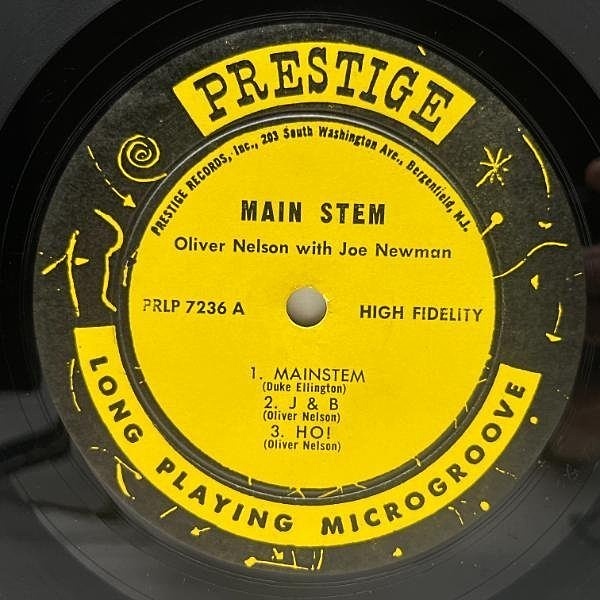 PRESTIGE
PRESTIGE RECORDS, Inc., 203 South Washington Ave., Bergenfield, N.J.
MAIN STEM
Oliver Nelson with Joe Newman
PRLP 7236 A
HIGH FIDELITY
1. MAINSTEM
(Duke Ellington)
2. J & B
(Oliver Nelson)
3. HO!
(Oliver Nelson)
LONG PLAYING MICROGROOVE